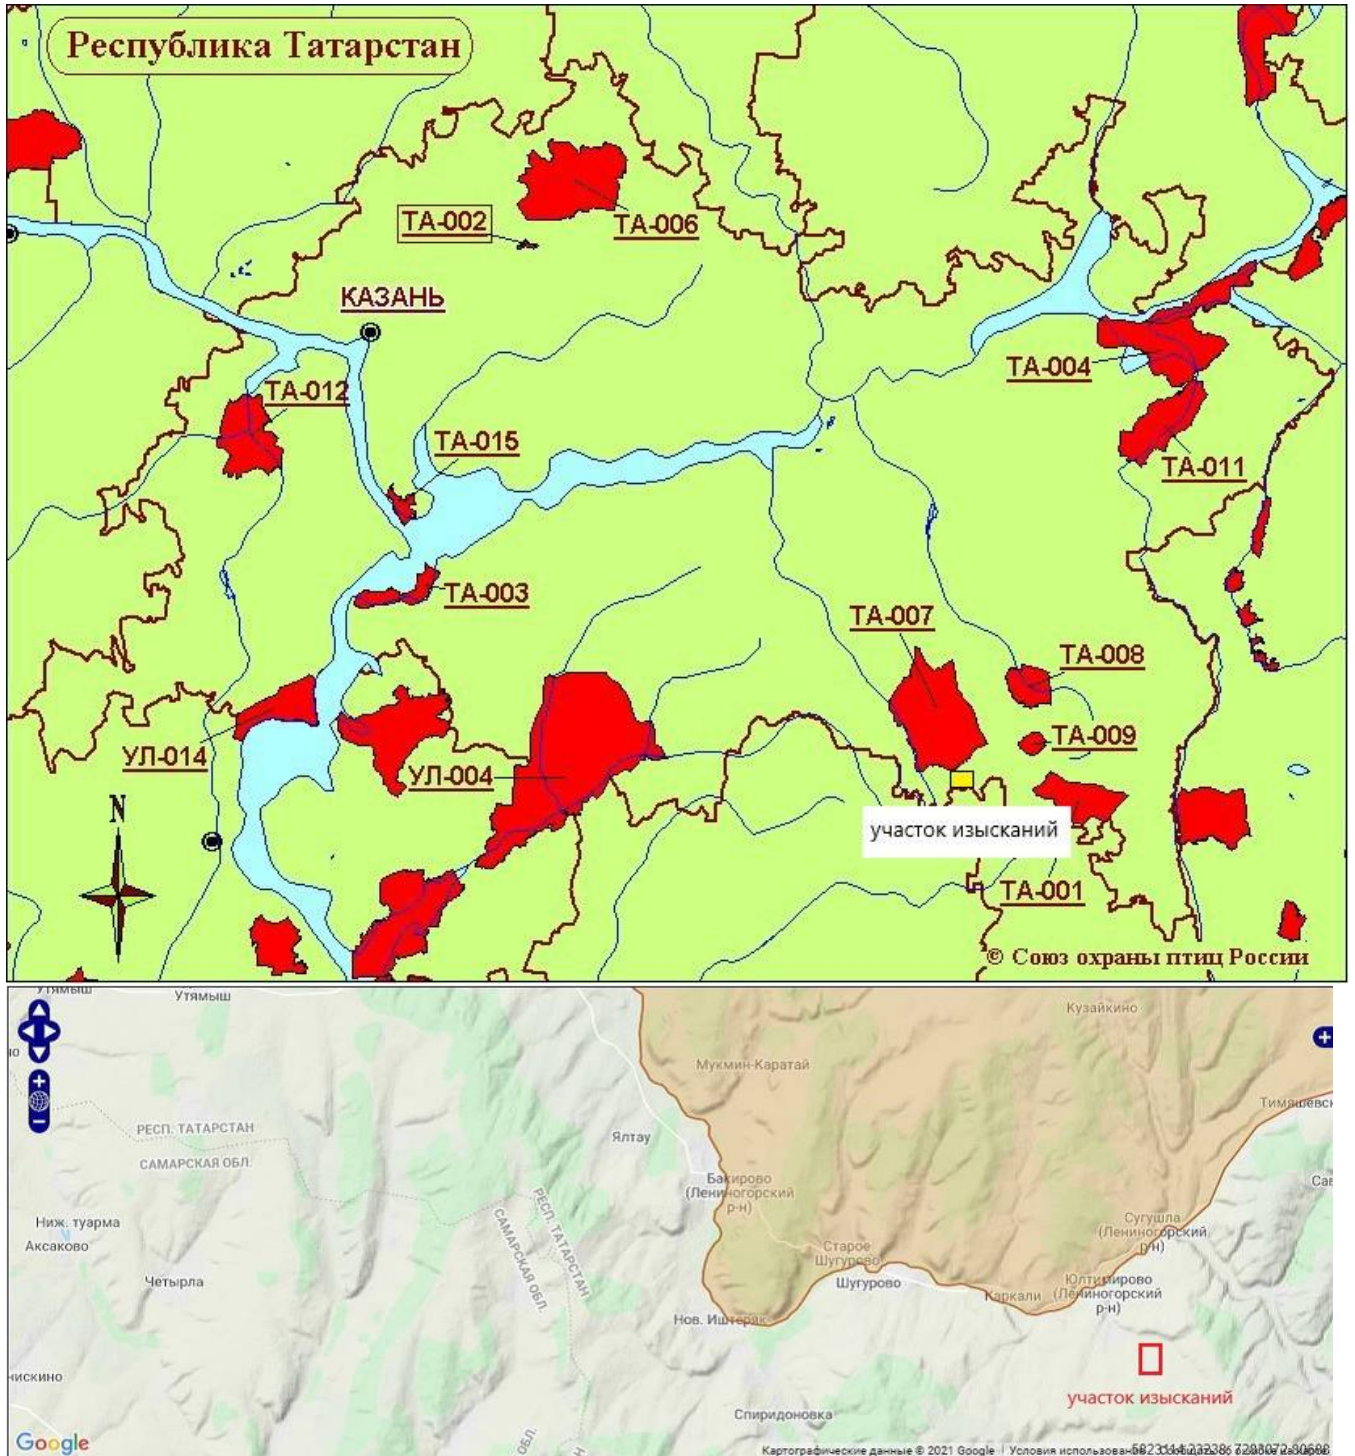 Республика Татарстан
ТА-002
ТА-006
КАЗАНЬ
ТА-004
ТА-012
ТА-015
ТА-011
ТА-003
ТА-007
ТА-008
ТА-009
УЛ-014
УЛ-004
N
участок изысканий
ТА-001
© Союз охраны птиц России
Утямыш
Утямыш
Кузайкино
Мукмин-Каратай
Тимяшевск
РЕСП. ТАТАРСТАН
САМАРСКАЯ ОБЛ.
Ялтау
Бакирово
(Лениногорский
р-н)
РЕСП. ТАТАРСТАН
САМАРСКАЯ ОБЛ.
Ниж. туарма
Аксаково
Сугушла
(Лениногорский
р-н)
Старое
Шугурово
Четырла
Шугурово
Каркали
Юлтимирово
(Лениногорский
р-н)
Нов. Иштеряк
нискино
участок изысканий
Спиридоновка
Google
Картографические данные © 2021 Google
Условия использования